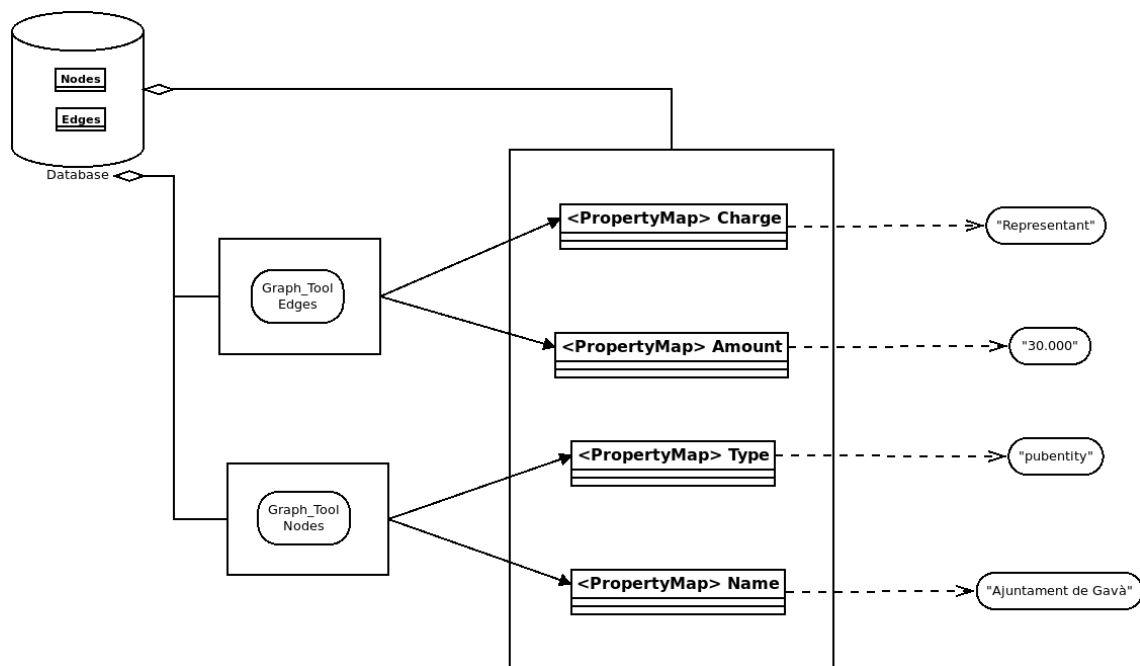 Nodes
Edges
Database
<PropertyMap> Charge
"Representant"
Graph_Tool
Edges
<PropertyMap> Amount
"30.000"
<PropertyMap> Type
"pubentity"
Graph_Tool
Nodes
<PropertyMap> Name
"Ajuntament de Gavà"